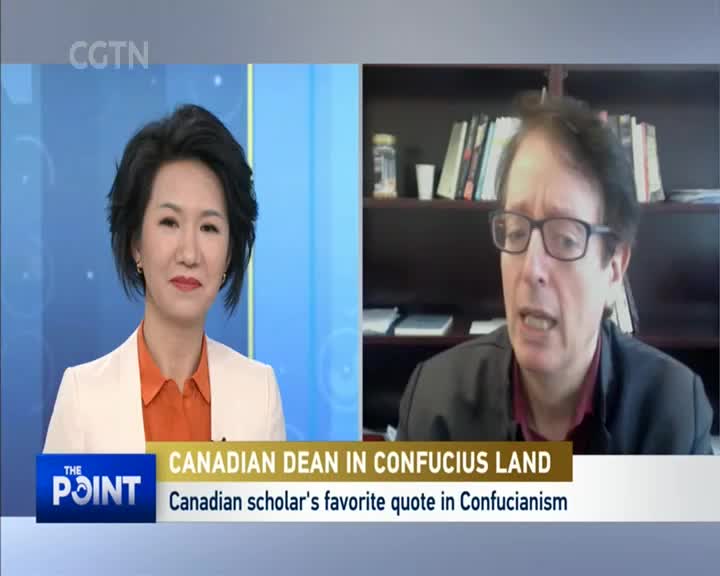 CGTN
CANADIAN DEAN IN CONFUCIUS LAND
THE
POINT
Canadian scholar's favorite quote in Confucianism